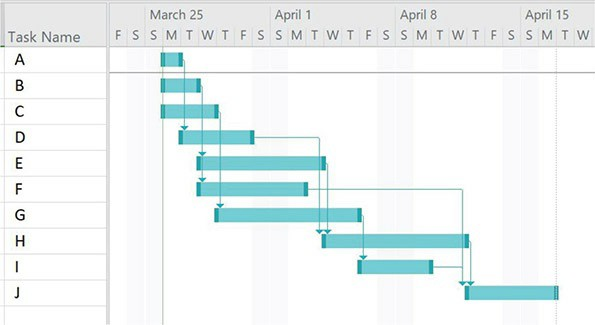 March 25 April 1 April 8 April 15
Task Name F S S M T W T F S S M T W T F S S M T W T F S S M T W
A
B
C
D
E
F
G
H
I
J